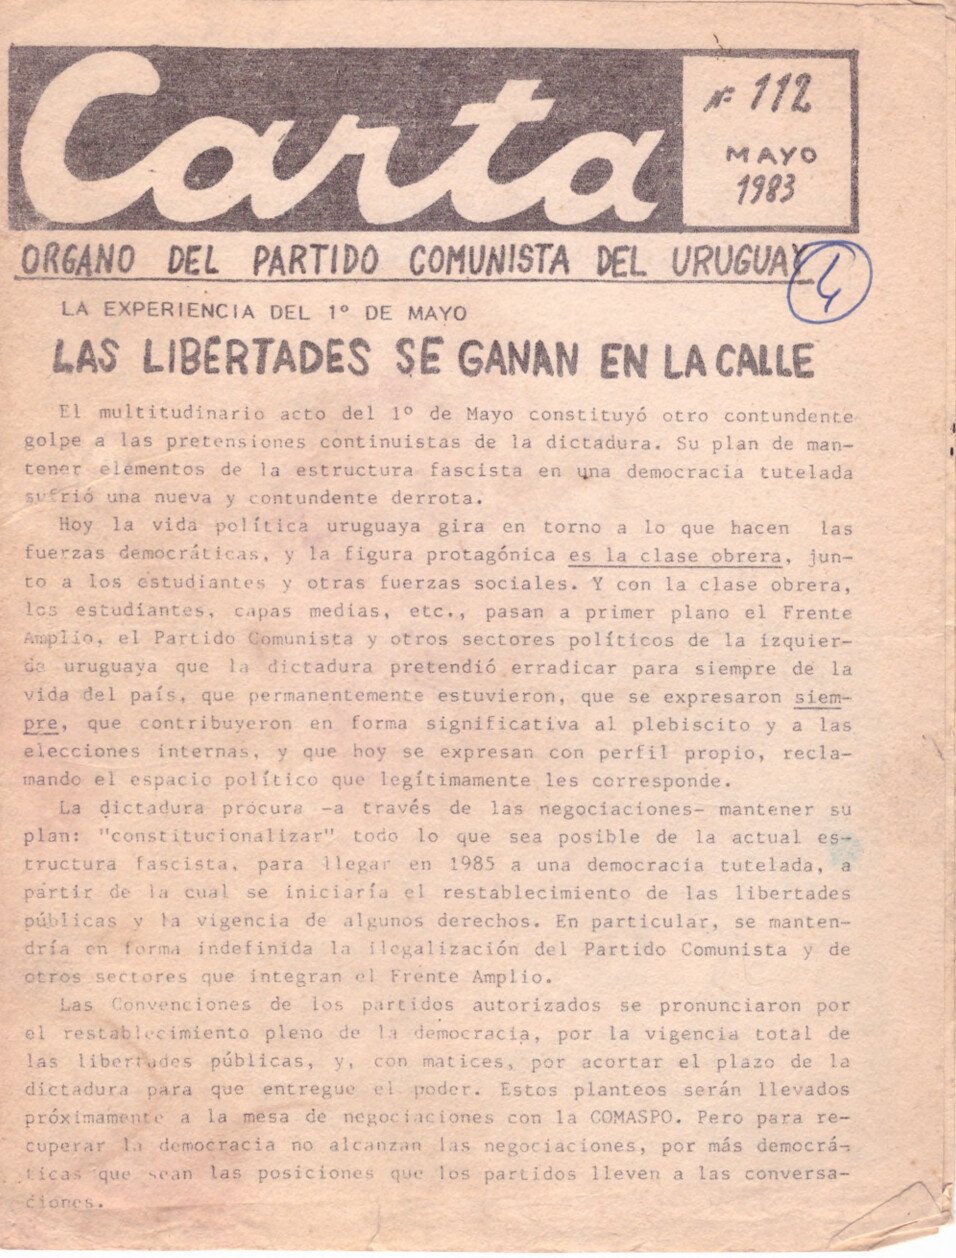 Carta
Nº 112
MAYO
1983
ORGANO DEL PARTIDO COMUNISTA DEL URUGUAY
4
LA EXPERIENCIA DEL 1º DE MAYO
LAS LIBERTADES SE GANAN EN LA CALLE
El multitudinario acto del 1º de Mayo constituyó otro contundente
golpe a las pretensiones continuistas de la dictadura. Su plan de man-
tener elementos de la estructura fascista en una democracia tutelada
sufrió una nueva y contundente derrota.
Hoy la vida política uruguaya gira en torno a lo que hacen las
fuerzas democráticas, y la figura protagónica es la clase obrera, jun-
to a los estudiantes y otras fuerzas sociales. Y con la clase obrera,
los estudiantes, capas medias, etc., pasan a primer plano el Frente
Amplio, el Partido Comunista y otros sectores políticos de la izquier-
da uruguaya que la dictadura pretendió erradicar para siempre de la
vida del país, que permanentemente estuvieron, que se expresaron siem-
pre, que contribuyeron en forma significativa al plebiscito y a las
elecciones internas, y que hoy se expresan con perfil propio, recla-
mando el espacio político que legítimamente les corresponde.
La dictadura procura -a través de las negociaciones- mantener su
plan: "constitucionalizar" todo lo que sea posible de la actual es-
tructura fascista, para llegar en 1985 a una democracia tutelada, a
partir de la cual se iniciaría el restablecimiento de las libertades
públicas y la vigencia de algunos derechos. En particular, se manten-
dría en forma indefinida la ilegalización del Partido Comunista y de
otros sectores que integran el Frente Amplio.
Las Convenciones de los partidos autorizados se pronunciaron por
el restablecimiento pleno de la democracia, por la vigencia total de
las libertades públicas, y, con matices, por acortar el plazo de la
dictadura para que entregue el poder. Estos planteos serán llevados
próximamente a la mesa de negociaciones con la COMASPO. Pero para re-
cuperar la democracia no alcanzan las negociaciones, por más democrá-
ticas que sean las posiciones que los partidos lleven a las conversa-
ciones.